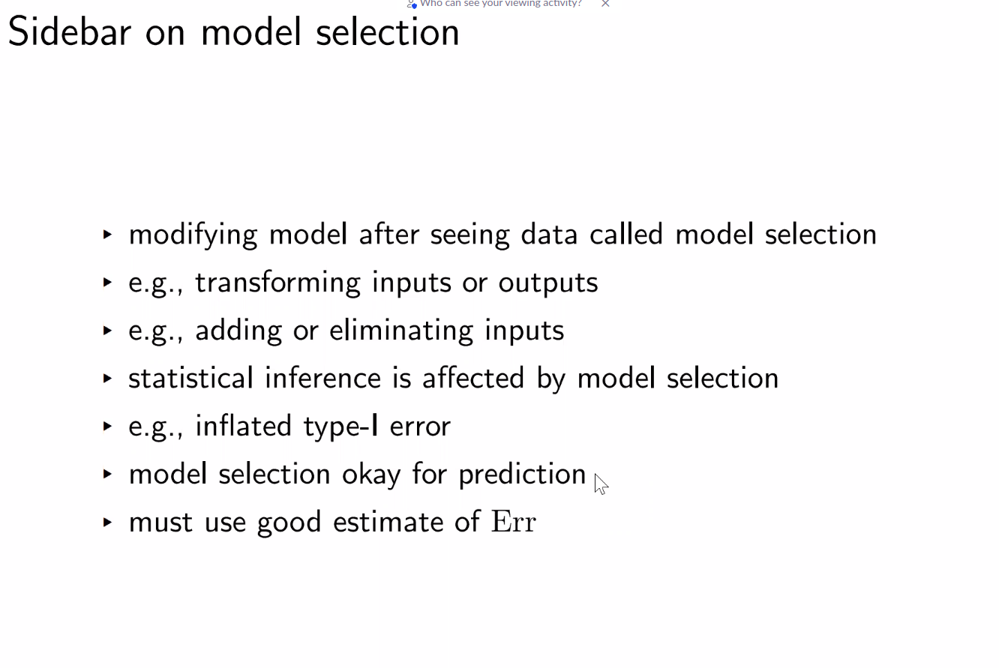 Who can see your viewing activity?
Sidebar on model selection
modifying model after seeing data called model selection
e.g., transforming inputs or outputs
e.g., adding or eliminating inputs
statistical inference is affected by model selection
e.g., inflated type-I error
model selection okay for prediction
must use good estimate of Err